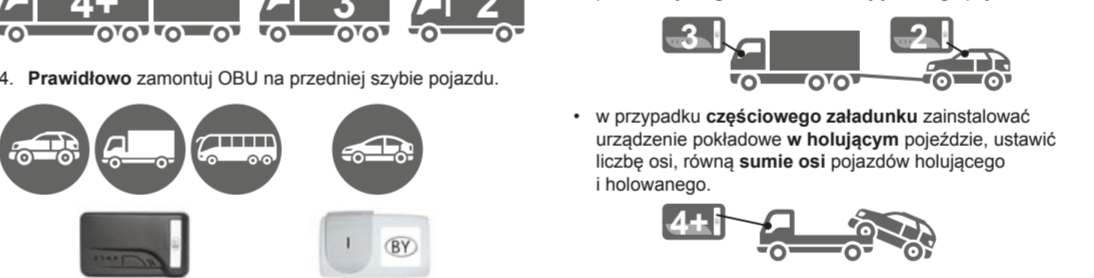 4+
3
2
4. Prawidłowo zamontuj OBU na przedniej szybie pojazdu.
I
BY
3
2
• w przypadku częściowego załadunku zainstalować
urządzenie pokładowe w holującym pojeździe, ustawić
liczbę osi, równą sumie osi pojazdów holującego
i holowanego.
4+